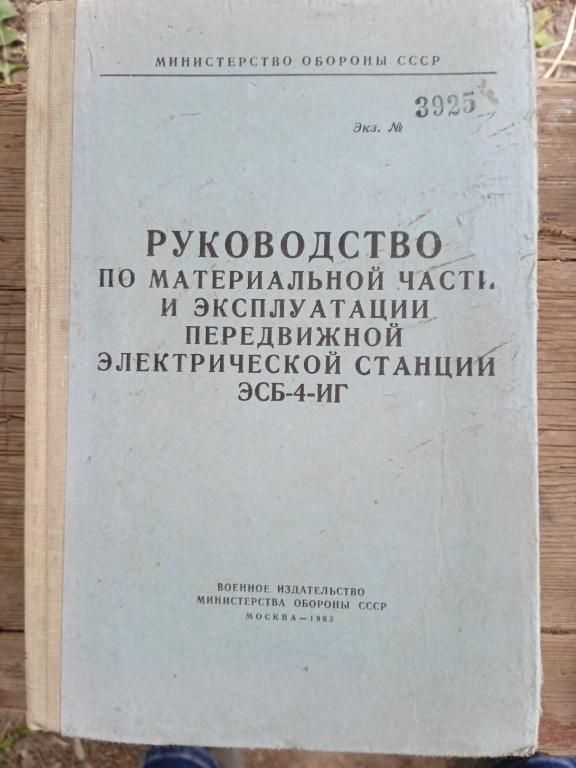 МИНИСТЕРСТВО ОБОРОНЫ СССР
3925
Экз. №
РУКОВОДСТВО
ПО МАТЕРИАЛЬНОЙ ЧАСТИ
И ЭКСПЛУАТАЦИИ
ПЕРЕДВИЖНОЙ
ЭЛЕКТРИЧЕСКОЙ СТАНЦИИ
ЭСБ-4-ИГ
ВОЕННОЕ ИЗДАТЕЛЬСТВО
МИНИСТЕРСТВА ОБОРОНЫ СССР
МОСКВА—1963